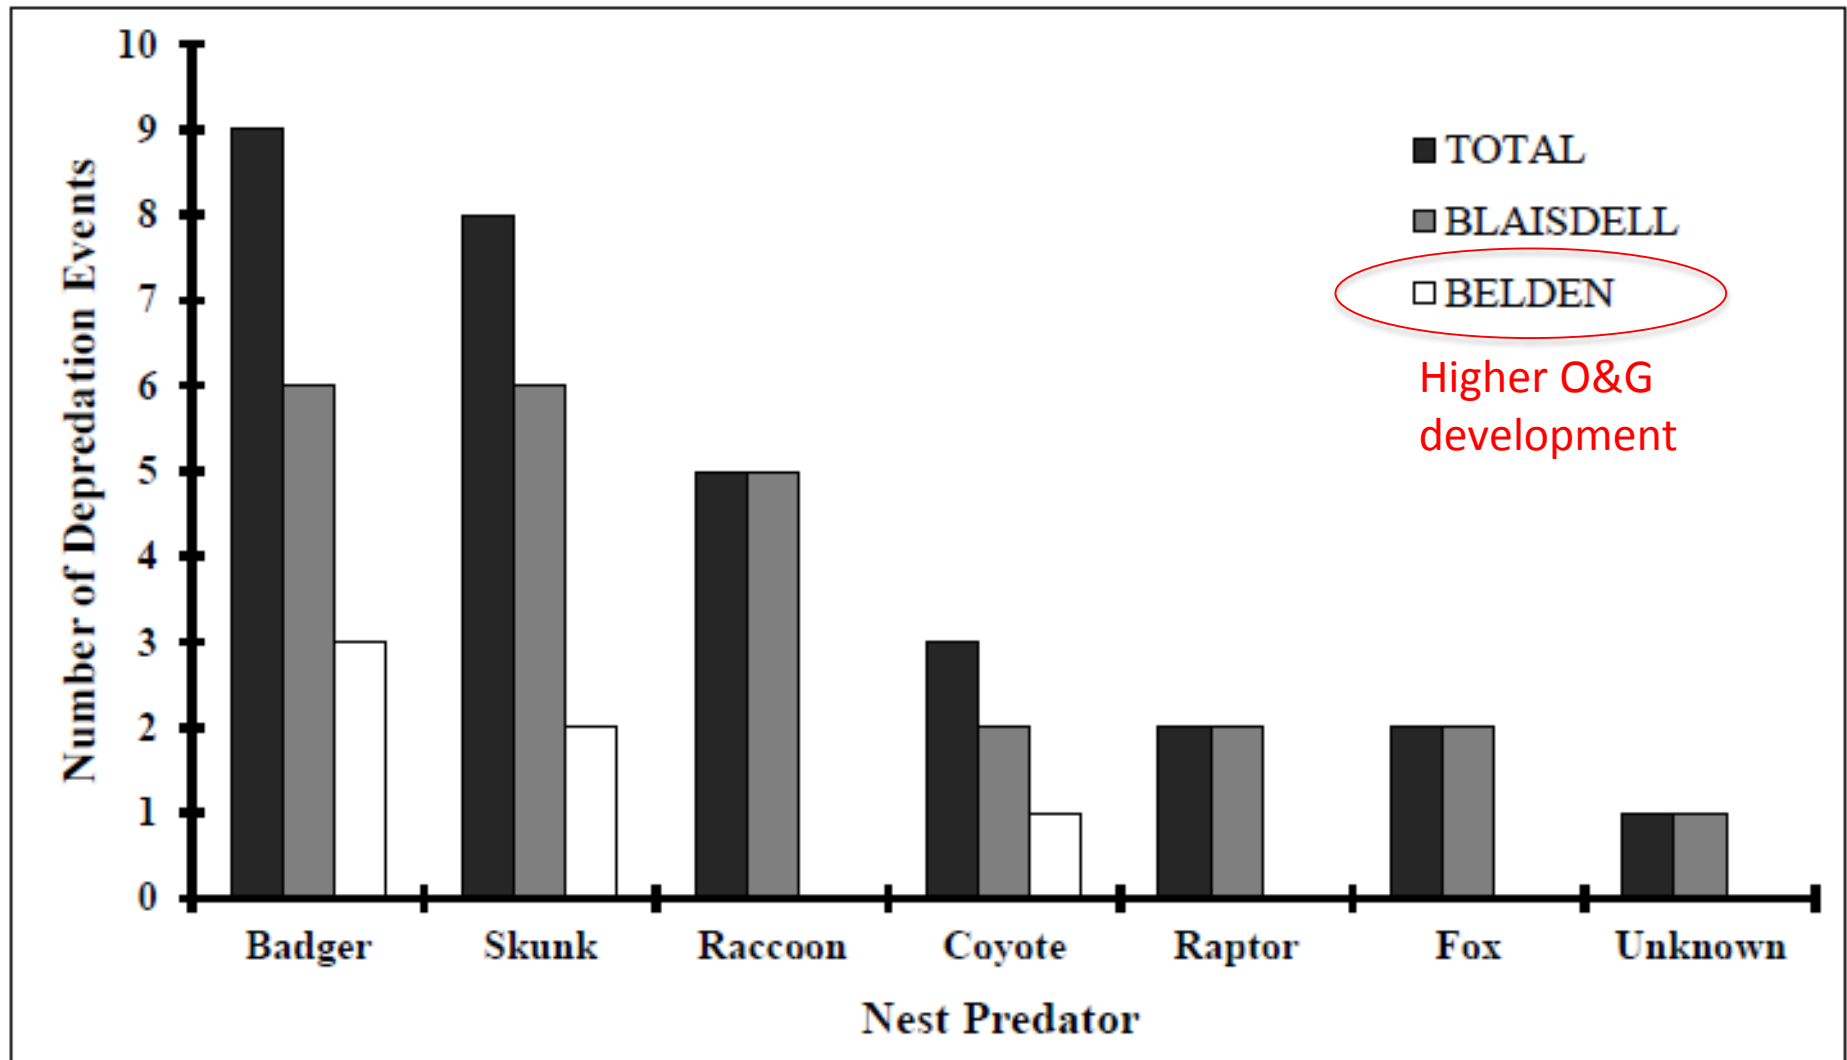 Number of Depredation Events
10
9
8
7
6
5
4
3
2
1
0
TOTAL
BLAISDELL
BELDEN
Higher O&G
development
Badger Skunk Raccoon Coyote Raptor Fox Unknown
Nest Predator